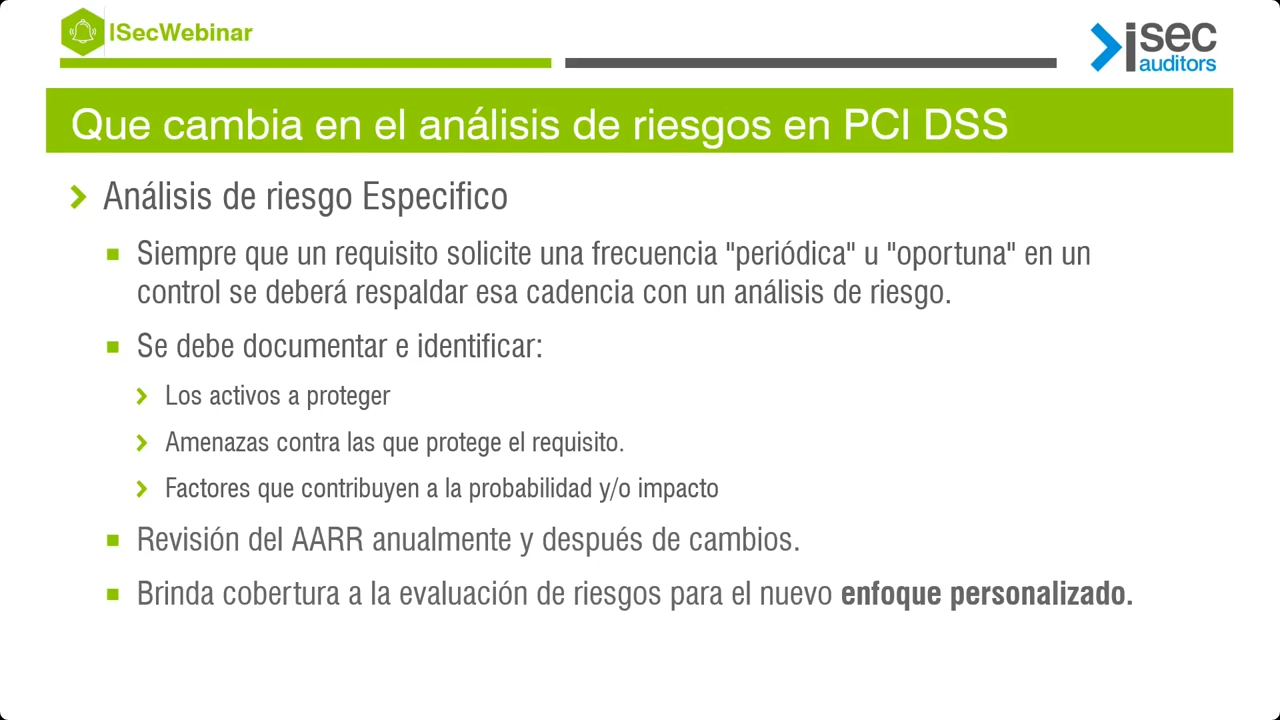 ISecWebinar
isec
auditors
Que cambia en el análisis de riesgos en PCI DSS
Análisis de riesgo Especifico
Siempre que un requisito solicite una frecuencia "periódica" u "oportuna" en un
control se deberá respaldar esa cadencia con un análisis de riesgo.
Se debe documentar e identificar:
Los activos a proteger
Amenazas contra las que protege el requisito.
Factores que contribuyen a la probabilidad y/o impacto
Revisión del AARR anualmente y después de cambios.
Brinda cobertura a la evaluación de riesgos para el nuevo enfoque personalizado.